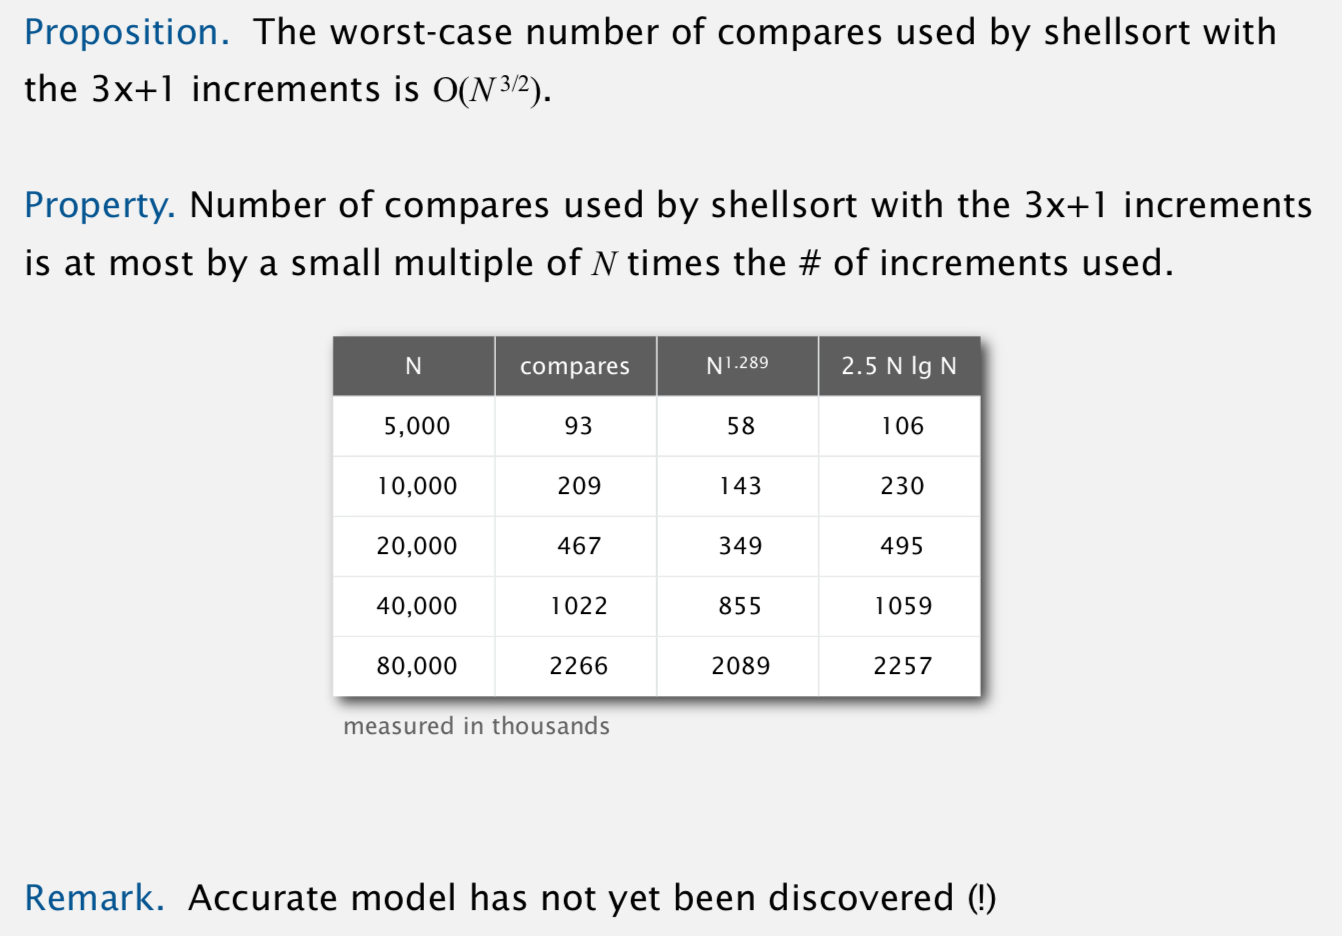 Proposition. The worst-case number of compares used by shellsort with
the 3x+1 increments is O(N 3/2).
Property. Number of compares used by shellsort with the 3x+1 increments
is at most by a small multiple of N times the # of increments used.
N compares N1.289 2.5 N lg N
5,000 93 58 106
10,000 209 143 230
20,000 467 349 495
40,000 1022 855 1059
80,000 2266 2089 2257
measured in thousands
Remark. Accurate model has not yet been discovered (!)